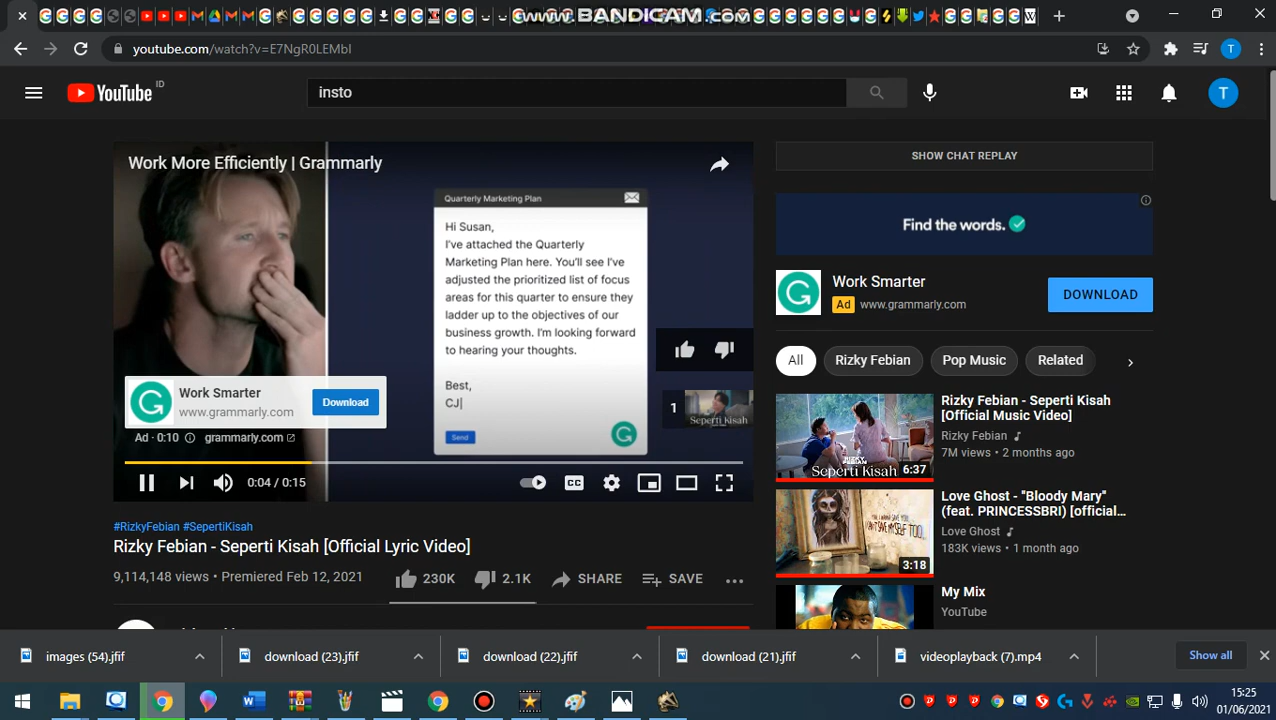 www.BANDICAM.com
youtube.com/watch?v=E7NgR0LEMbI
YouTube ID
insto
Work More Efficiently | Grammarly
Quarterly Marketing Plan
Hi Susan,
I've attached the Quarterly
Marketing Plan here. You'll see I've
adjusted the prioritized list of focus
areas for this quarter to ensure they
ladder up to the objectives of our
business growth. I'm looking forward
to hearing your thoughts.
Best,
CJ
Send
Work Smarter
www.grammarly.com
Download
Ad · 0:10
grammarly.com
1
Seperti Kisah
0:04 / 0:15
CC
#RizkyFebian #SepertiKisah
Rizky Febian - Seperti Kisah [Official Lyric Video]
9,114,148 views • Premiered Feb 12, 2021
230K
2.1K
SHARE
SAVE
SHOW CHAT REPLAY
Find the words.
Work Smarter
Ad www.grammarly.com
DOWNLOAD
All
Rizky Febian
Pop Music
Related
Seperti Kisah
6:37
Rizky Febian - Seperti Kisah
[Official Music Video]
Rizky Febian
7M views • 2 months ago
3:18
Love Ghost - "Bloody Mary"
(feat. PRINCESSBRI) [official...
Love Ghost
183K views • 1 month ago
My Mix
YouTube
images (54).jfif
download (23).jfif
download (22).jfif
download (21).jfif
videoplayback (7).mp4
Show all
15:25
01/06/2021